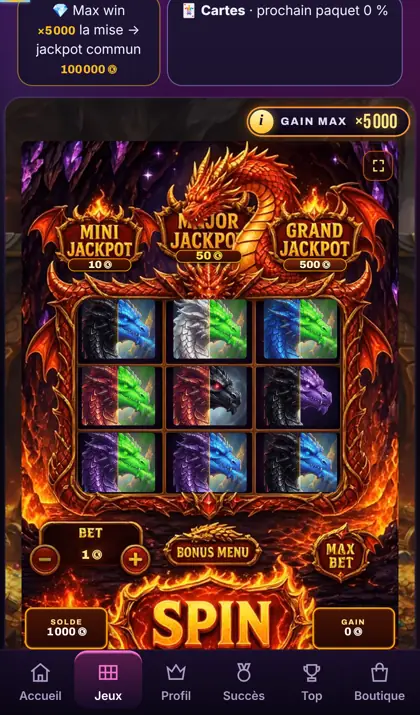 💎 Max win
×5000 la mise →
jackpot commun
100000
🃏 Cartes · prochain paquet 0 %
i GAIN MAX ×5000
MINI
JACKPOT
10
MAJOR
JACKPOT
50
GRAND
JACKPOT
500
BET
− 1 +
BONUS MENU
MAX
BET
SOLDE
1000
SPIN
GAIN
0
Accueil
Jeux
Profil
Succès
Top
Boutique